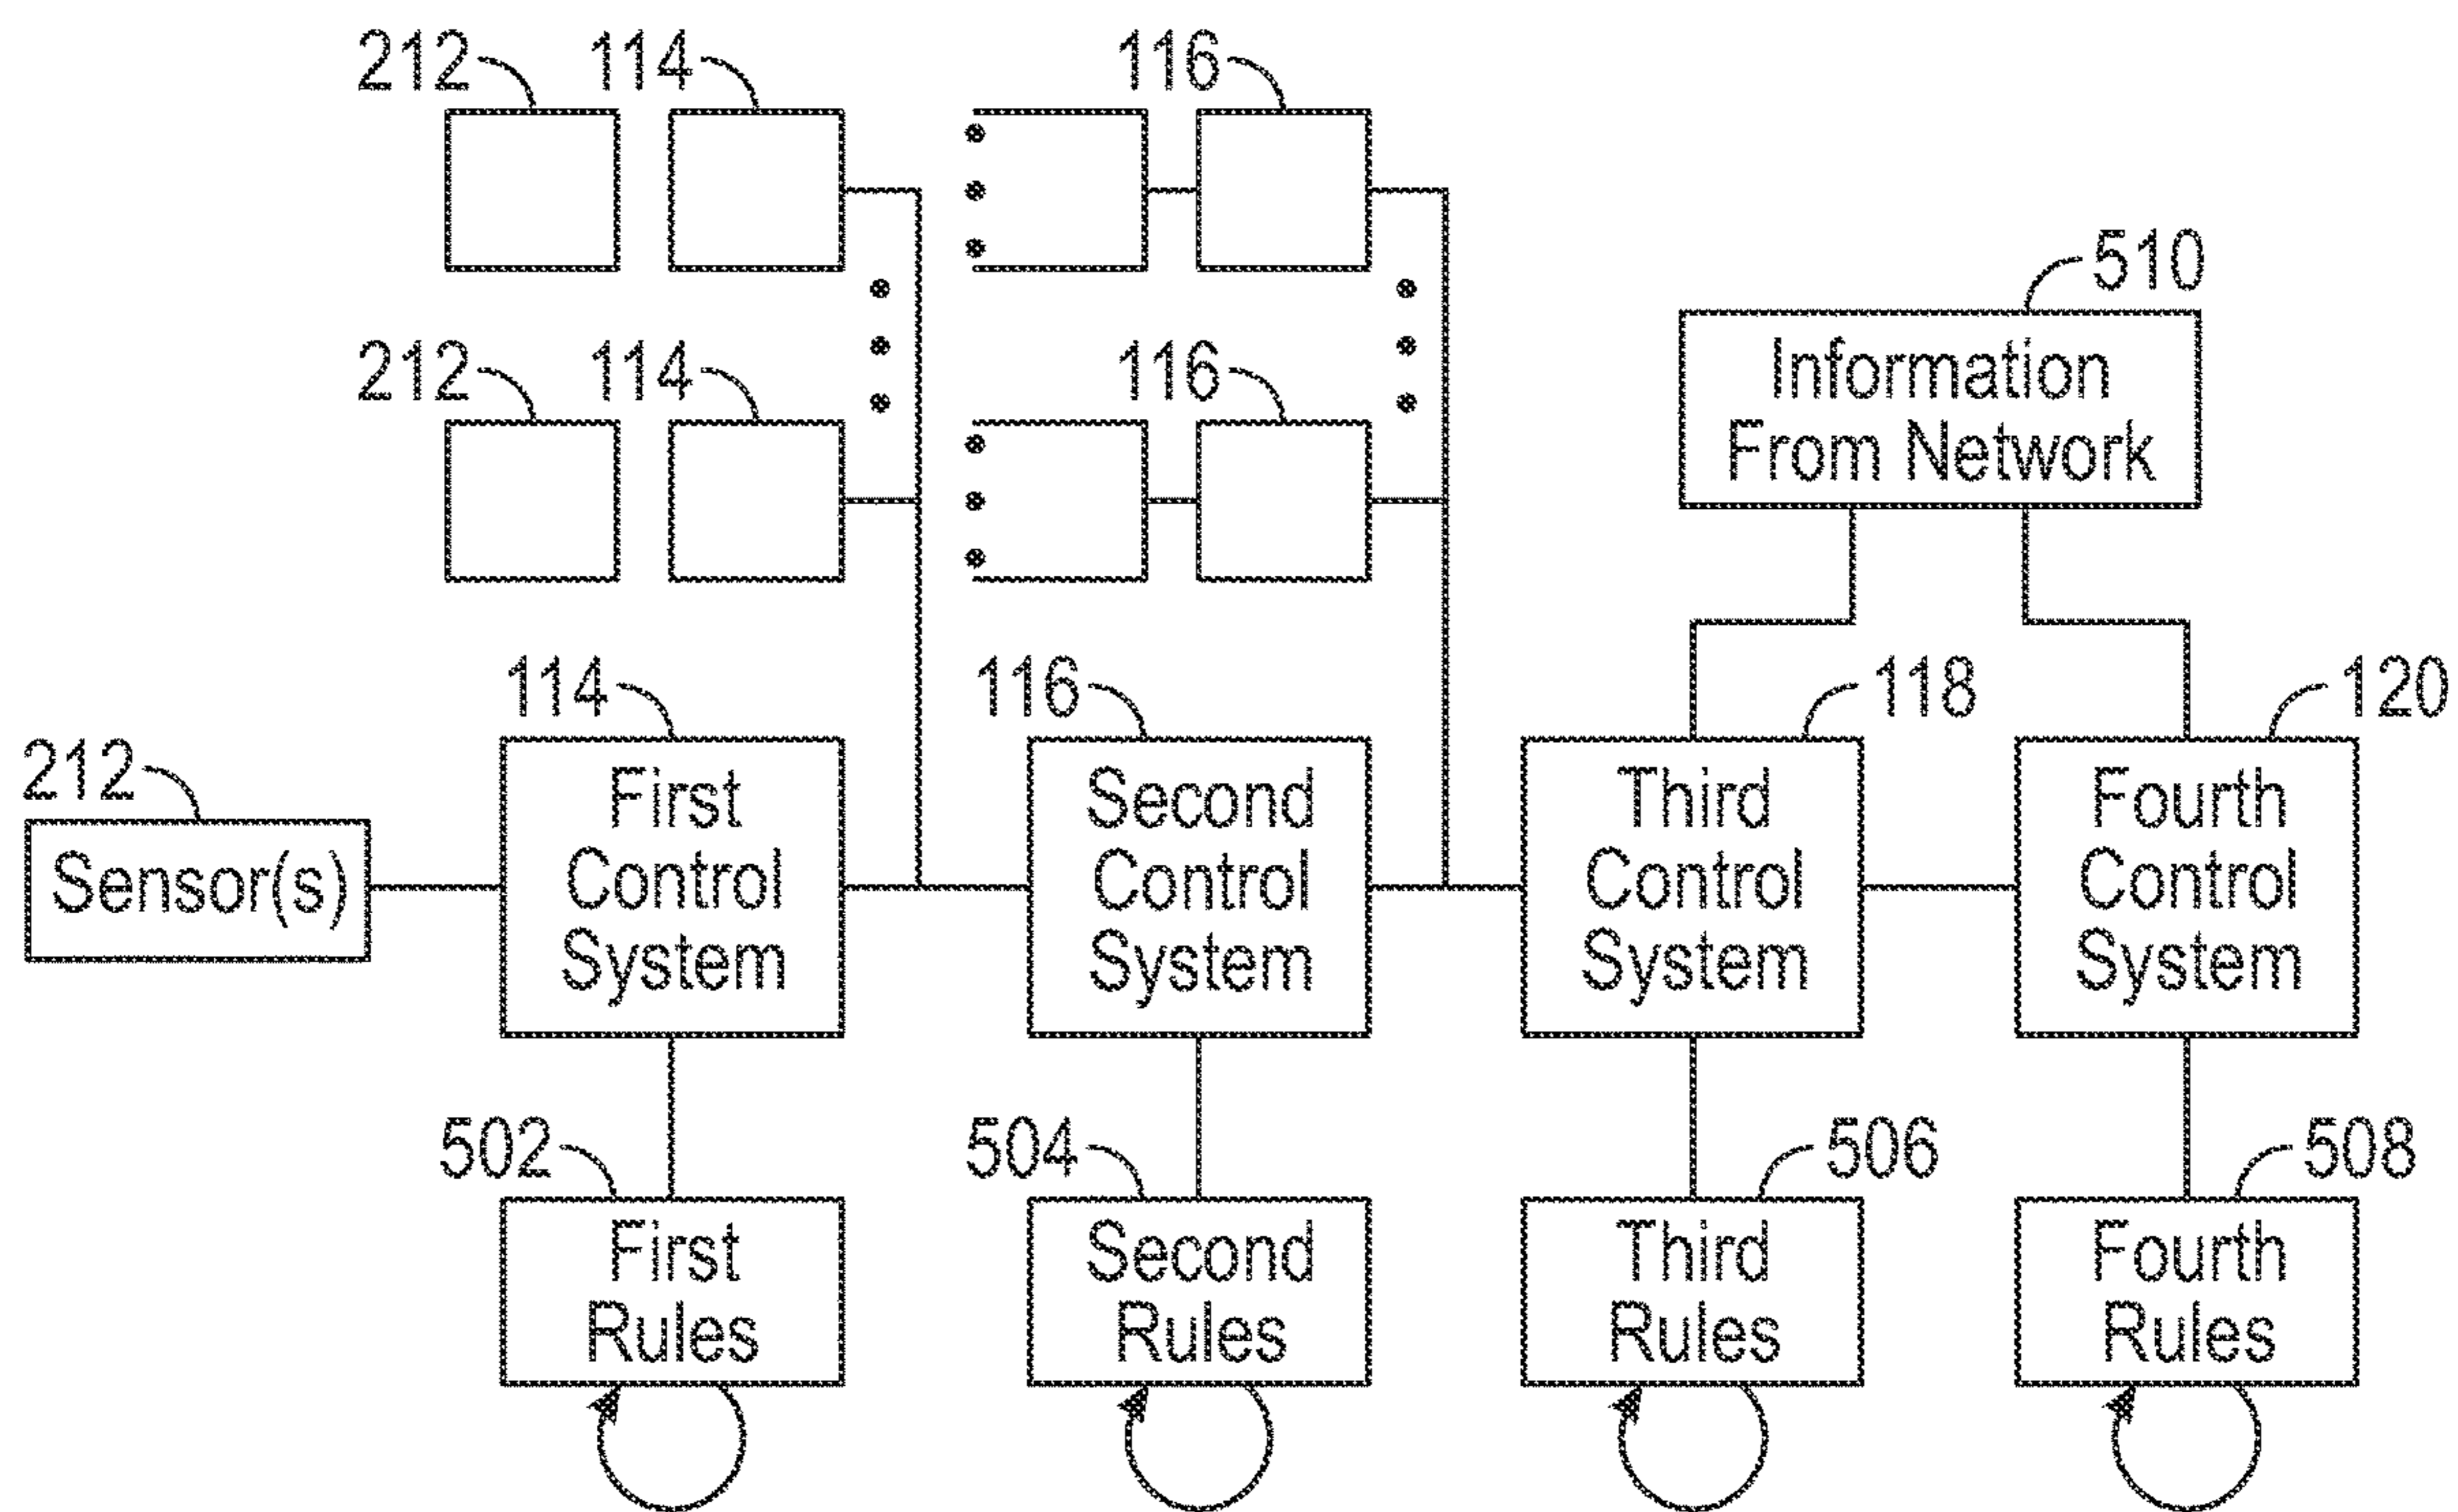 212
114
116
510
Information
From Network
212
114
116
114
116
118
120
212
Sensor(s)
First
Control
System
Second
Control
System
Third
Control
System
Fourth
Control
System
502
504
506
508
First
Rules
Second
Rules
Third
Rules
Fourth
Rules